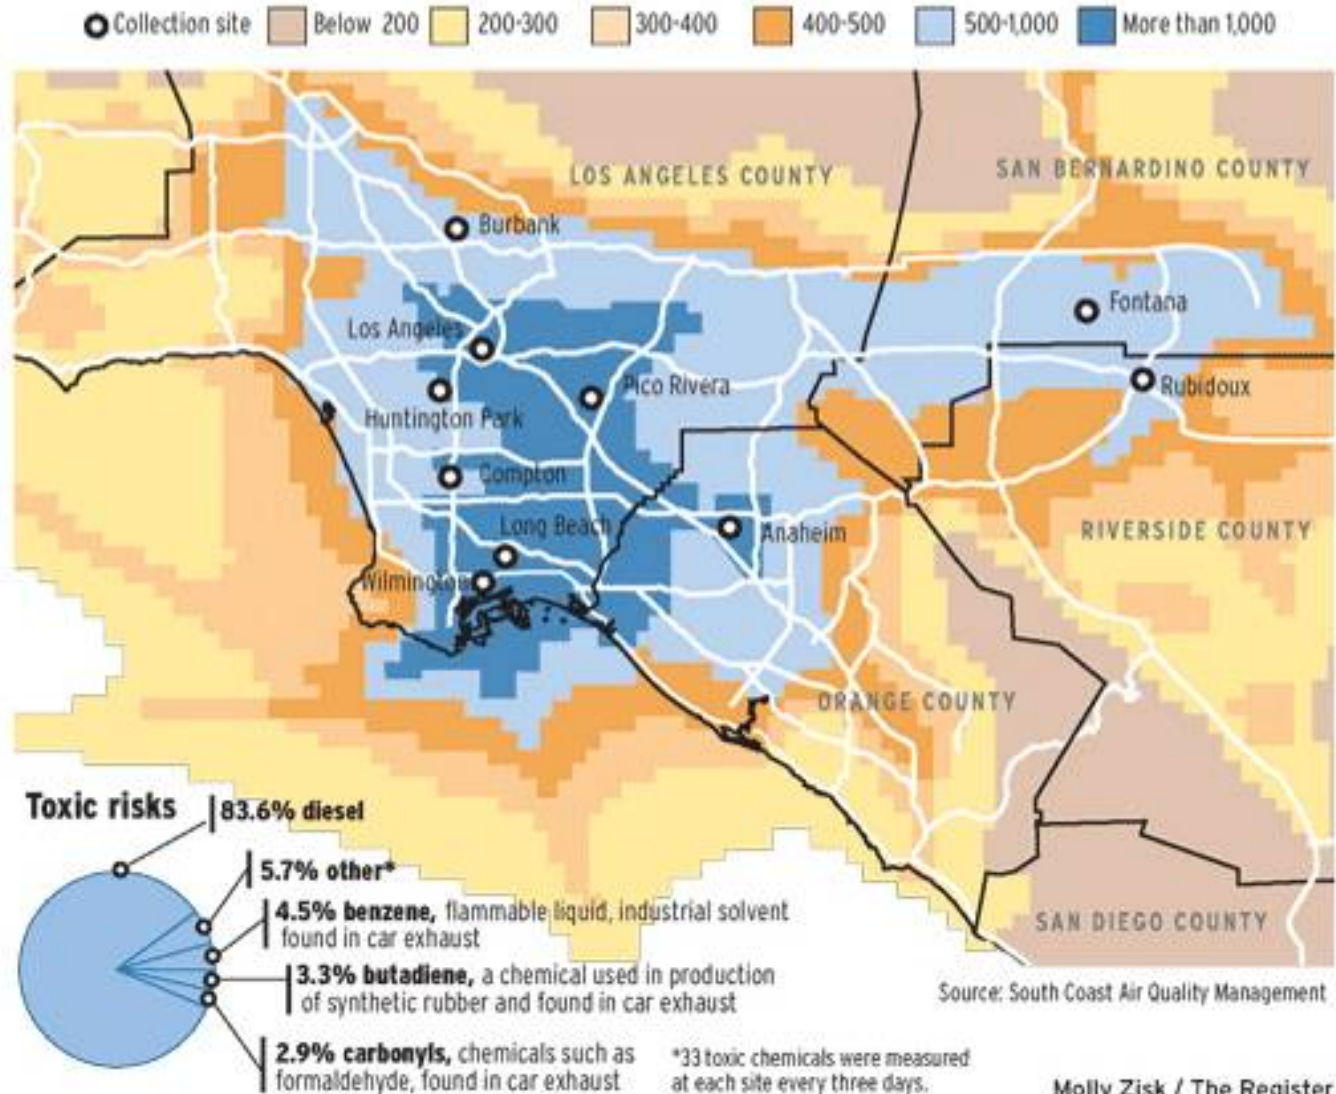 Collection site Below 200 200-300 300-400 400-500 500-1,000 More than 1,000
LOS ANGELES COUNTY
SAN BERNARDINO COUNTY
Burbank
Fontana
Los Angeles
Pico Rivera
Rubidoux
Huntington Park
Compton
Long Beach
Anaheim
RIVERSIDE COUNTY
Wilmington
ORANGE COUNTY
SAN DIEGO COUNTY
Toxic risks
83.6% diesel
5.7% other*
4.5% benzene, flammable liquid, industrial solvent
found in car exhaust
3.3% butadiene, a chemical used in production
of synthetic rubber and found in car exhaust
2.9% carbonyls, chemicals such as
formaldehyde, found in car exhaust
*33 toxic chemicals were measured
at each site every three days.
Source: South Coast Air Quality Management
Molly Zisk / The Register